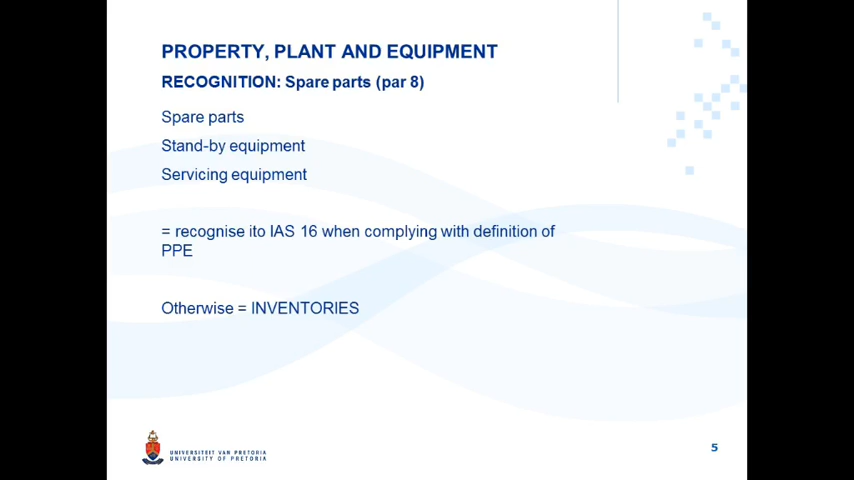 PROPERTY, PLANT AND EQUIPMENT
RECOGNITION: Spare parts (par 8)
Spare parts
Stand-by equipment
Servicing equipment
= recognise ito IAS 16 when complying with definition of
PPE
Otherwise = INVENTORIES
UNIVERSITEIT VAN PRETORIA
UNIVERSITY OF PRETORIA
5